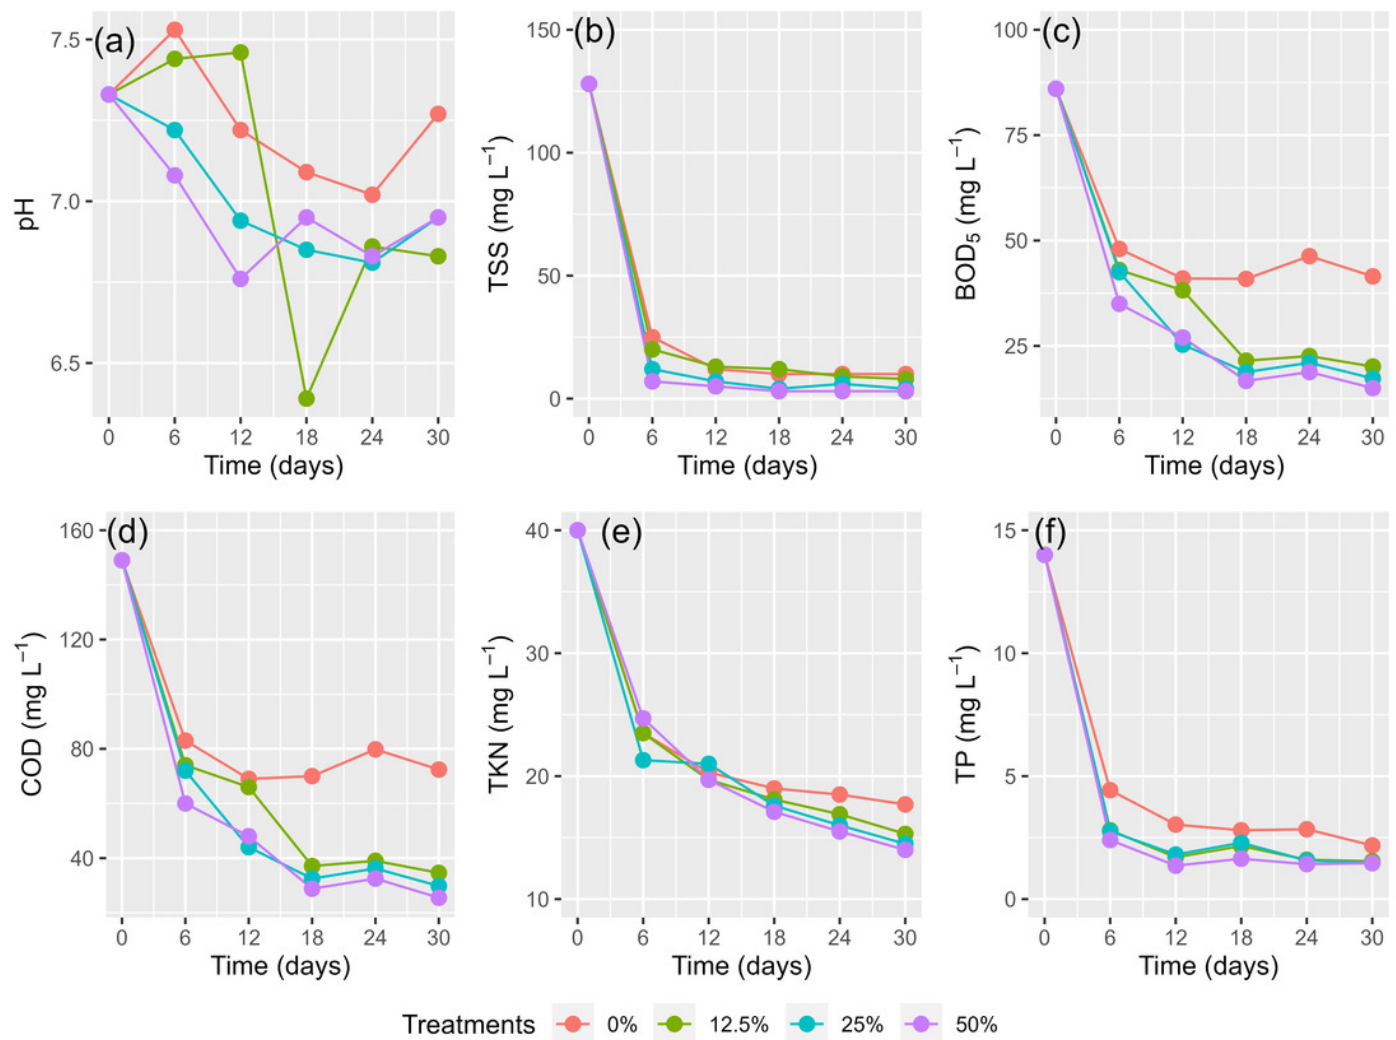 (a)
7.5
7.0
6.5
pH
0 6 12 18 24 30
Time (days)
(b)
150
100
50
0
TSS (mg L⁻¹)
0 6 12 18 24 30
Time (days)
(c)
100
75
50
25
BOD₅ (mg L⁻¹)
0 6 12 18 24 30
Time (days)
(d)
160
120
80
40
COD (mg L⁻¹)
0 6 12 18 24 30
Time (days)
(e)
40
30
20
10
TKN (mg L⁻¹)
0 6 12 18 24 30
Time (days)
(f)
15
10
5
0
TP (mg L⁻¹)
0 6 12 18 24 30
Time (days)
Treatments 0% 12.5% 25% 50%